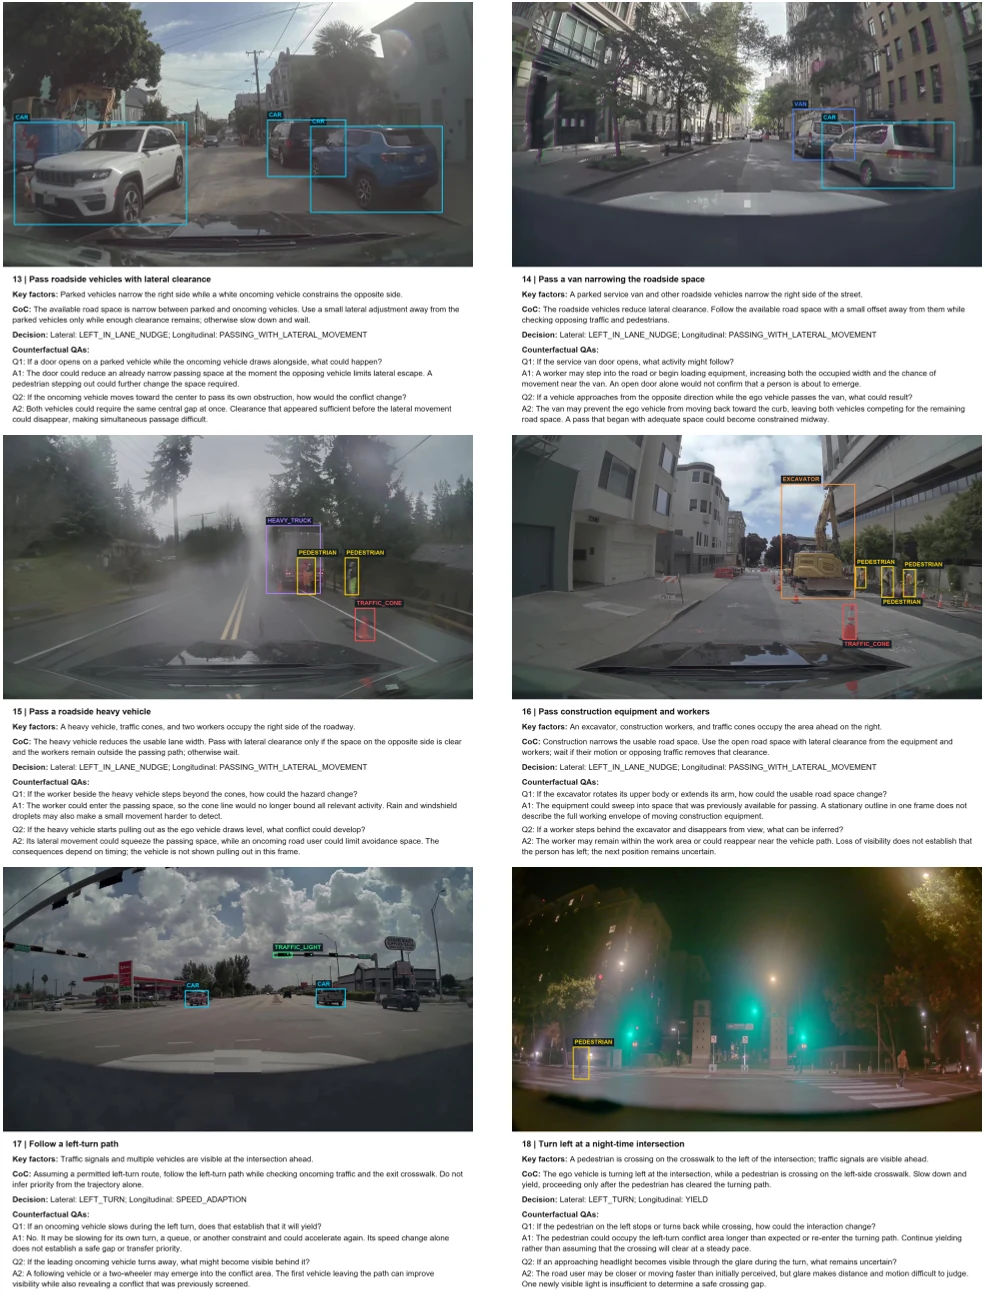 CAR
CAR
CAR
13 | Pass roadside vehicles with lateral clearance
Key factors: Parked vehicles narrow the right side while a white oncoming vehicle constrains the opposite side.
CoC: The available road space is narrow between parked and oncoming vehicles. Use a small lateral adjustment away from the
parked vehicles only while enough clearance remains; otherwise slow down and wait.
Decision: Lateral: LEFT_IN_LANE_NUDGE; Longitudinal: PASSING_WITH_LATERAL_MOVEMENT
Counterfactual QAs:
Q1: If a door opens on a parked vehicle while the oncoming vehicle draws alongside, what could happen?
A1: The door could reduce an already narrow passing space at the moment the opposing vehicle limits lateral escape. A
pedestrian stepping out could further change the space required.
Q2: If the oncoming vehicle moves toward the center to pass its own obstruction, how would the conflict change?
A2: Both vehicles could require the same central gap at once. Clearance that appeared sufficient before the lateral movement
could disappear, making simultaneous passage difficult.
VAN
CAR
14 | Pass a van narrowing the roadside space
Key factors: A parked service van and other roadside vehicles narrow the right side of the street.
CoC: The roadside vehicles reduce lateral clearance. Follow the available road space with a small offset away from them while
checking opposing traffic and pedestrians.
Decision: Lateral: LEFT_IN_LANE_NUDGE; Longitudinal: PASSING_WITH_LATERAL_MOVEMENT
Counterfactual QAs:
Q1: If the service van door opens, what activity might follow?
A1: A worker may step into the road or begin loading equipment, increasing both the occupied width and the chance of
movement near the van. An open door alone would not confirm that a person is about to emerge.
Q2: If a vehicle approaches from the opposite direction while the ego vehicle passes the van, what could result?
A2: The van may prevent the ego vehicle from moving back toward the curb, leaving both vehicles competing for the remaining
road space. A pass that began with adequate space could become constrained midway.
HEAVY_TRUCK
PEDESTRIAN
PEDESTRIAN
TRAFFIC_CONE
15 | Pass a roadside heavy vehicle
Key factors: A heavy vehicle, traffic cones, and two workers occupy the right side of the roadway.
CoC: The heavy vehicle reduces the usable lane width. Pass with lateral clearance only if the space on the opposite side is clear
and the workers remain outside the passing path; otherwise wait.
Decision: Lateral: LEFT_IN_LANE_NUDGE; Longitudinal: PASSING_WITH_LATERAL_MOVEMENT
Counterfactual QAs:
Q1: If the worker beside the heavy vehicle steps beyond the cones, how could the hazard change?
A1: The worker could enter the passing space, so the cone line would no longer bound all relevant activity. Rain and windshield
droplets may also make a small movement harder to detect.
Q2: If the heavy vehicle starts pulling out as the ego vehicle draws level, what conflict could develop?
A2: Its lateral movement could squeeze the passing space, while an oncoming road user could limit avoidance space. The
consequences depend on timing; the vehicle is not shown pulling out in this frame.
EXCAVATOR
PEDESTRIAN
PEDESTRIAN
PEDESTRIAN
TRAFFIC_CONE
16 | Pass construction equipment and workers
Key factors: An excavator, construction workers, and traffic cones occupy the area ahead on the right.
CoC: Construction narrows the usable road space. Use the open road space with lateral clearance from the equipment and
workers; wait if their motion or opposing traffic removes that clearance.
Decision: Lateral: LEFT_IN_LANE_NUDGE; Longitudinal: PASSING_WITH_LATERAL_MOVEMENT
Counterfactual QAs:
Q1: If the excavator rotates its upper body or extends its arm, how could the usable road space change?
A1: The equipment could sweep into space that was previously available for passing. A stationary outline in one frame does not
describe the full working envelope of moving construction equipment.
Q2: If a worker steps behind the excavator and disappears from view, what can be inferred?
A2: The worker may remain within the work area or could reappear near the vehicle path. Loss of visibility does not establish that
the person has left; the next position remains uncertain.
TRAFFIC_LIGHT
CAR
CAR
17 | Follow a left-turn path
Key factors: Traffic signals and multiple vehicles are visible at the intersection ahead.
CoC: Assuming a permitted left-turn route, follow the left-turn path while checking oncoming traffic and the exit crosswalk. Do not
infer priority from the trajectory alone.
Decision: Lateral: LEFT_TURN; Longitudinal: SPEED_ADAPTION
Counterfactual QAs:
Q1: If an oncoming vehicle slows during the left turn, does that establish that it will yield?
A1: No. It may be slowing for its own turn, a queue, or another constraint and could accelerate again. Its speed change alone
does not establish a safe gap or transfer priority.
Q2: If the leading oncoming vehicle turns away, what might become visible behind it?
A2: A following vehicle or a two-wheeler may emerge into the conflict area. The first vehicle leaving the path can improve
visibility while also revealing a conflict that was previously screened.
PEDESTRIAN
18 | Turn left at a night-time intersection
Key factors: A pedestrian is crossing on the crosswalk to the left of the intersection; traffic signals are visible ahead.
CoC: The ego vehicle is turning left at the intersection, while a pedestrian is crossing on the left-side crosswalk. Slow down and
yield, proceeding only after the pedestrian has cleared the turning path.
Decision: Lateral: LEFT_TURN; Longitudinal: YIELD
Counterfactual QAs:
Q1: If the pedestrian on the left stops or turns back while crossing, how could the interaction change?
A1: The pedestrian could occupy the left-turn conflict area longer than expected or re-enter the turning path. Continue yielding
rather than assuming that the crossing will clear at a steady pace.
Q2: If an approaching headlight becomes visible through the glare during the turn, what remains uncertain?
A2: The road user may be closer or moving faster than initially perceived, but glare makes distance and motion difficult to judge.
One newly visible light is insufficient to determine a safe crossing gap.